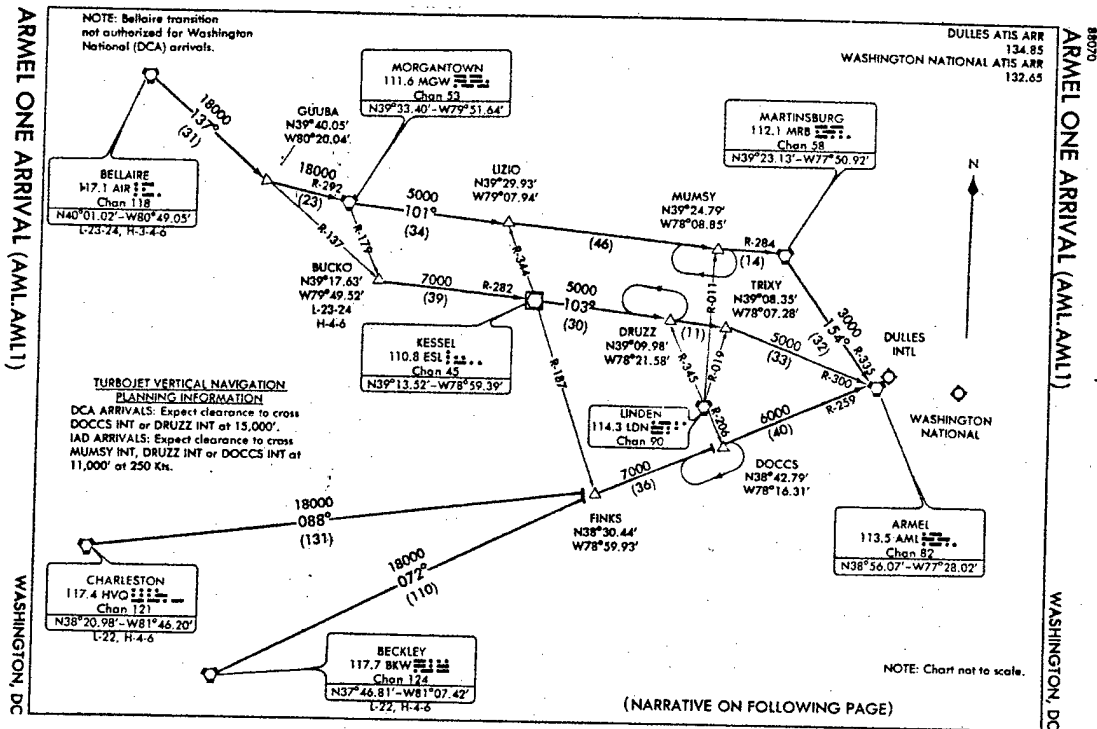 88070
ARMEL ONE ARRIVAL (AML.AML1)
ARMEL ONE ARRIVAL (AML.AML1)
NOTE: Bellaire transition
not authorized for Washington
National (DCA) arrivals.
DULLES ATIS ARR
134.85
WASHINGTON NATIONAL ATIS ARR
132.65
MORGANTOWN
111.6 MGW
Chan 53
N39°33.40'-W79°51.64'
18000
137°
(31)
GUUBA
N39°40.05'
W80°20.04'
MARTINSBURG
112.1 MRB
Chan 58
N39°23.13'-W77°50.92'
BELLAIRE
117.1 AIR
Chan 118
N40°01.02'-W80°49.05'
L-23-24, H-3-4-6
18000
R-292
(23)
LIZIO
N39°29.93'
W79°07.94'
5000
101°
(34)
MUMSY
N39°24.79'
W78°08.85'
N
(46)
R-284
(14)
R-137
R-179
R-344
R-011
BUCKO
N39°17.63'
W79°49.52'
L-23-24
H-4-6
7000
(39)
R-282
5000
103°
(30)
TRIXY
N39°08.35'
W78°07.28'
3000
154°
(32)
R-335
DRUZZ
N39°09.98'
W78°21.58'
(11)
5000
(33)
R-300
DULLES
INTL
KESSEL
110.8 ESL
Chan 45
N39°13.52'-W78°59.39'
R-187
R-345
R-019
WASHINGTON
NATIONAL
TURBOJET VERTICAL NAVIGATION
PLANNING INFORMATION
DCA ARRIVALS: Expect clearance to cross
DOCCS INT or DRUZZ INT at 15,000'.
IAD ARRIVALS: Expect clearance to cross
MUMSY INT, DRUZZ INT or DOCCS INT at
11,000' at 250 Kts.
LINDEN
114.3 LDN
Chan 90
R-206
6000
(40)
R-259
7000
(36)
DOCCS
N38°42.79'
W78°16.31'
18000
088°
(131)
FINKS
N38°30.44'
W78°59.93'
ARMEL
113.5 AML
Chan 82
N38°56.07'-W77°28.02'
18000
072°
(110)
CHARLESTON
117.4 HVQ
Chan 121
N38°20.98'-W81°46.20'
L-22, H-4-6
BECKLEY
117.7 BKW
Chan 124
N37°46.81'-W81°07.42'
L-22, H-4-6
NOTE: Chart not to scale.
(NARRATIVE ON FOLLOWING PAGE)
WASHINGTON, DC
WASHINGTON, DC